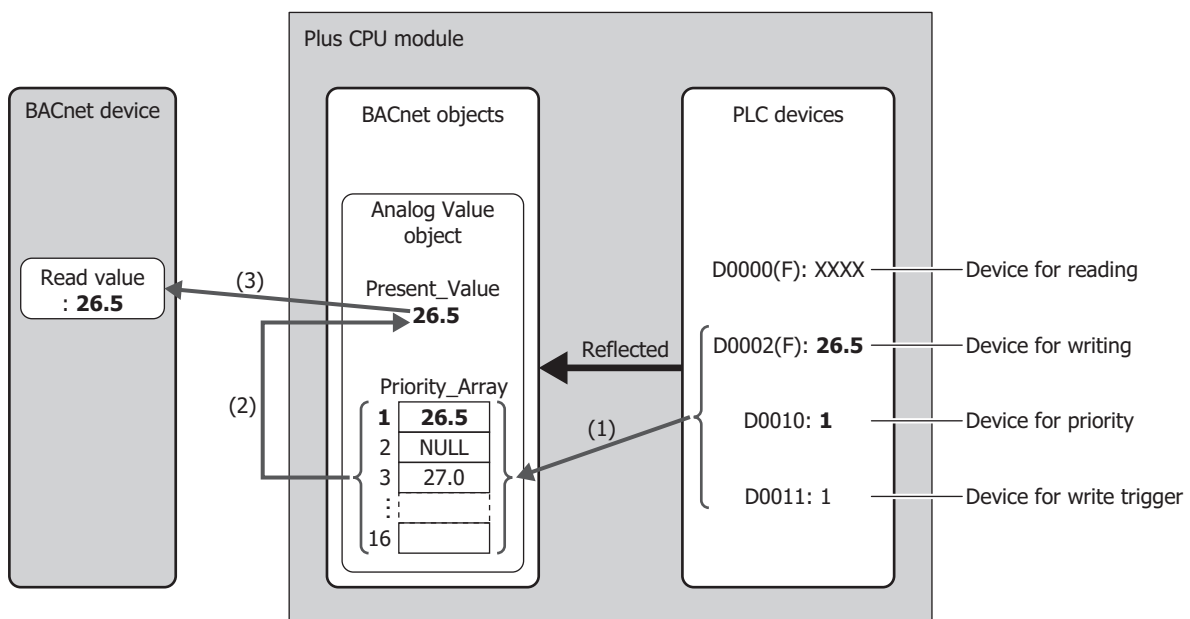 Plus CPU module
BACnet device
BACnet objects
PLC devices
Analog Value
object
Read value
: 26.5
(3)
Present_Value
26.5
D0000(F): XXXX
Device for reading
Reflected
D0002(F): 26.5
Device for writing
(2)
Priority_Array
1 26.5
2 NULL
3 27.0
⋮
16
(1)
D0010: 1
Device for priority
D0011: 1
Device for write trigger